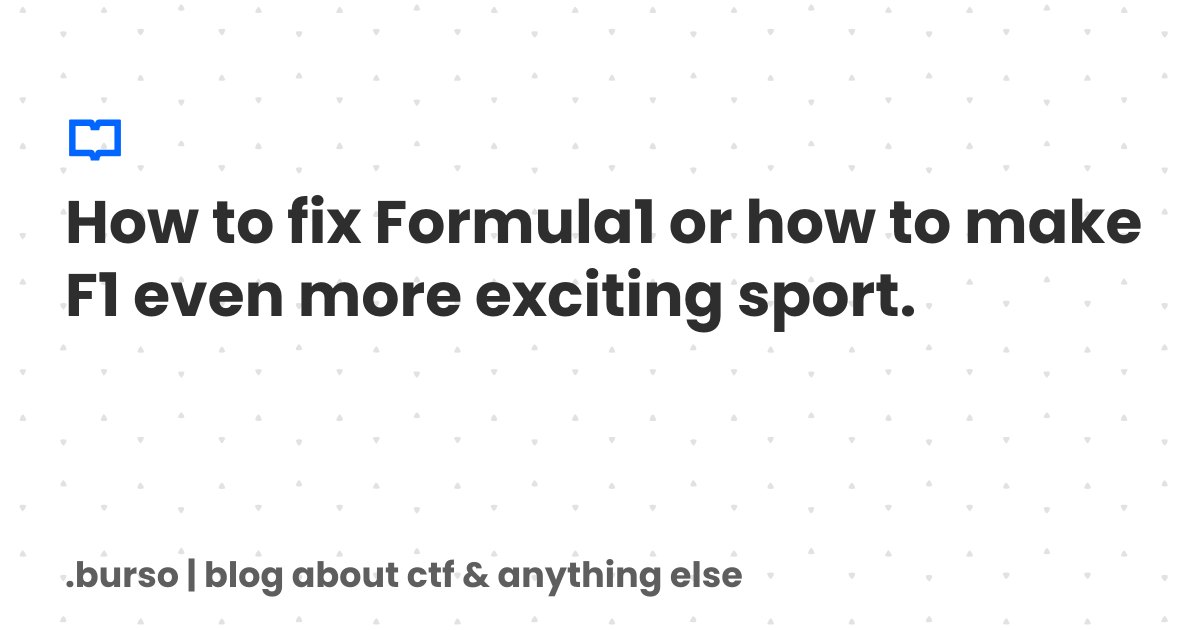 How to fix Formula1 or how to make
F1 even more exciting sport.
.burso | blog about ctf & anything else